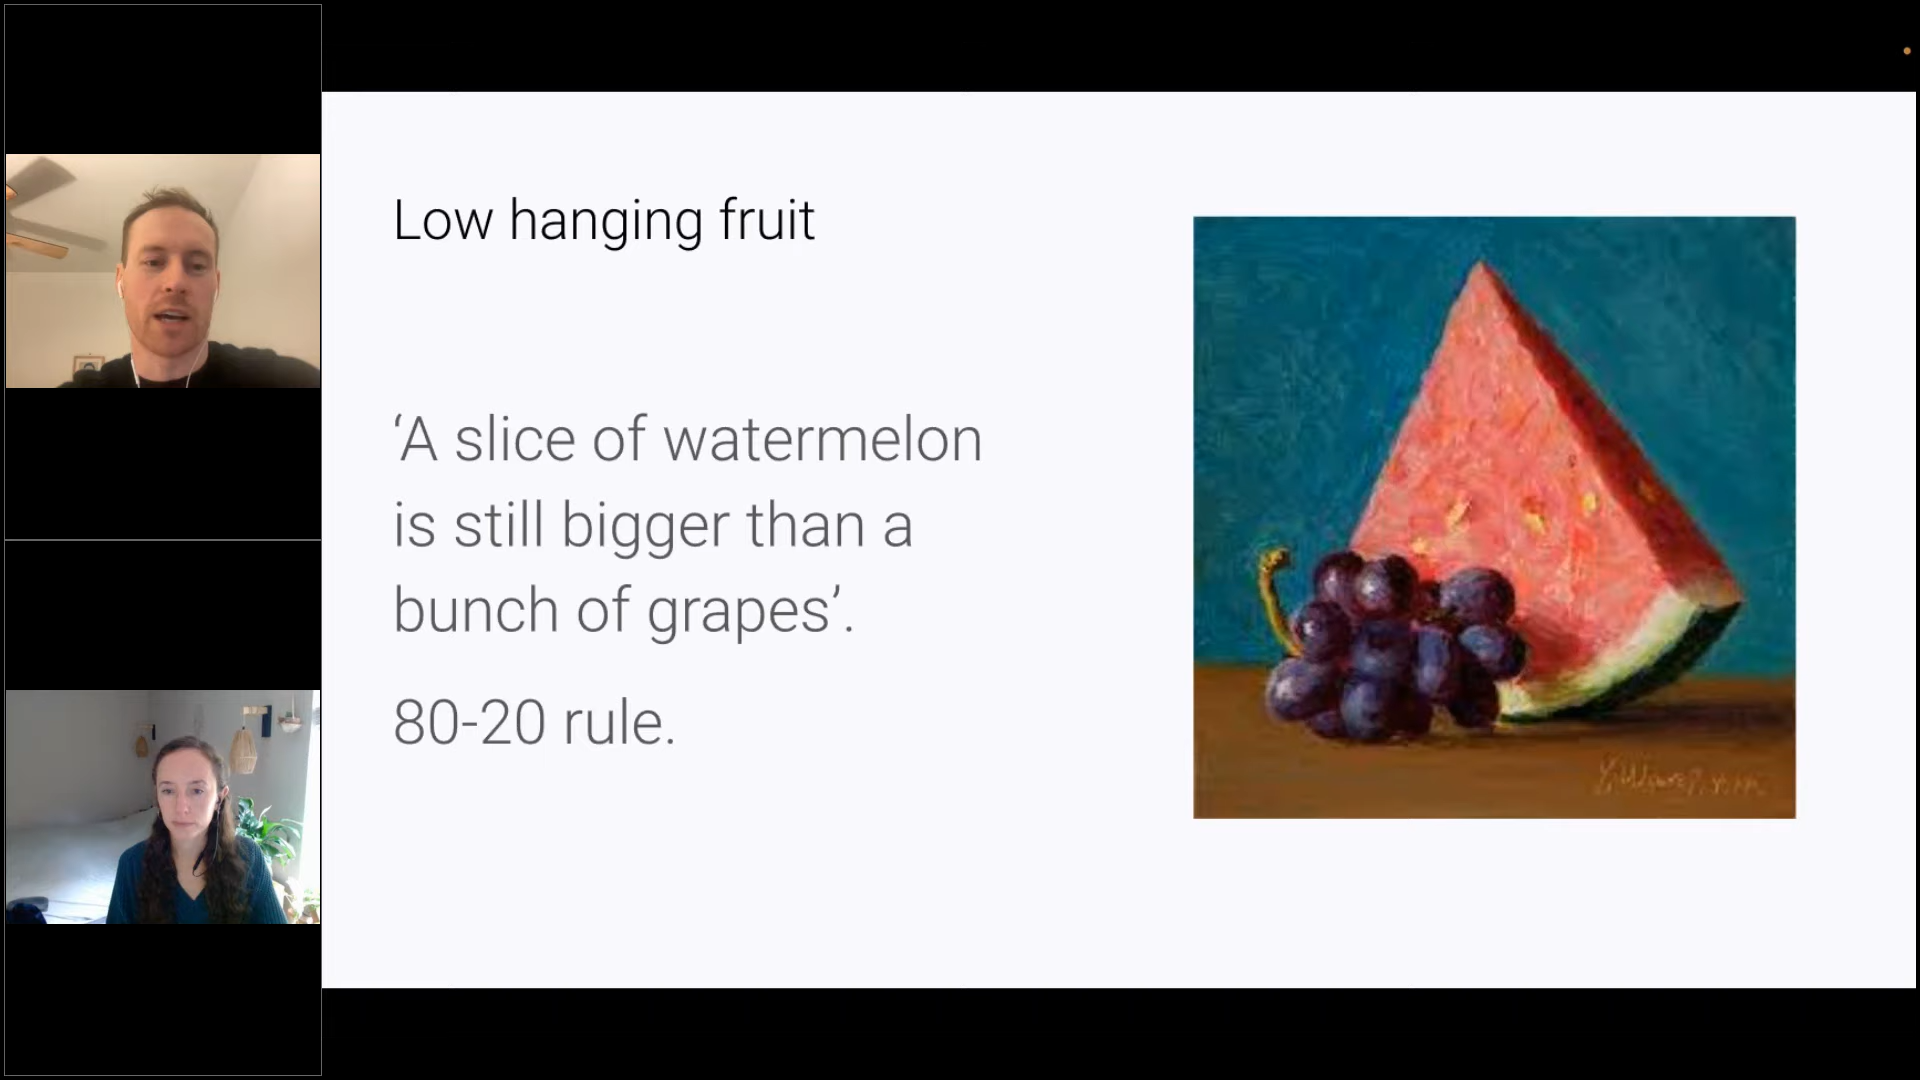 Low hanging fruit
‘A slice of watermelon
is still bigger than a
bunch of grapes’.
80-20 rule.